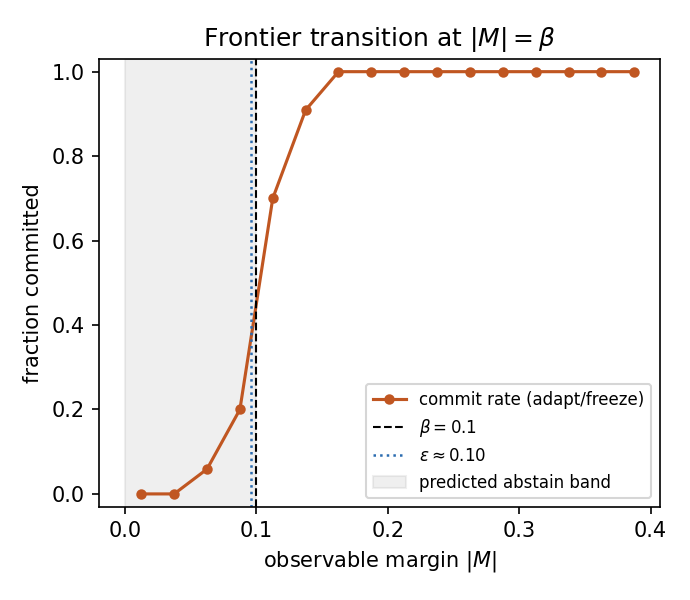 Frontier transition at |M| = β
1.0
0.8
0.6
0.4
0.2
0.0
fraction committed
commit rate (adapt/freeze)
β = 0.1
ε ≈ 0.10
predicted abstain band
0.0 0.1 0.2 0.3 0.4
observable margin |M|